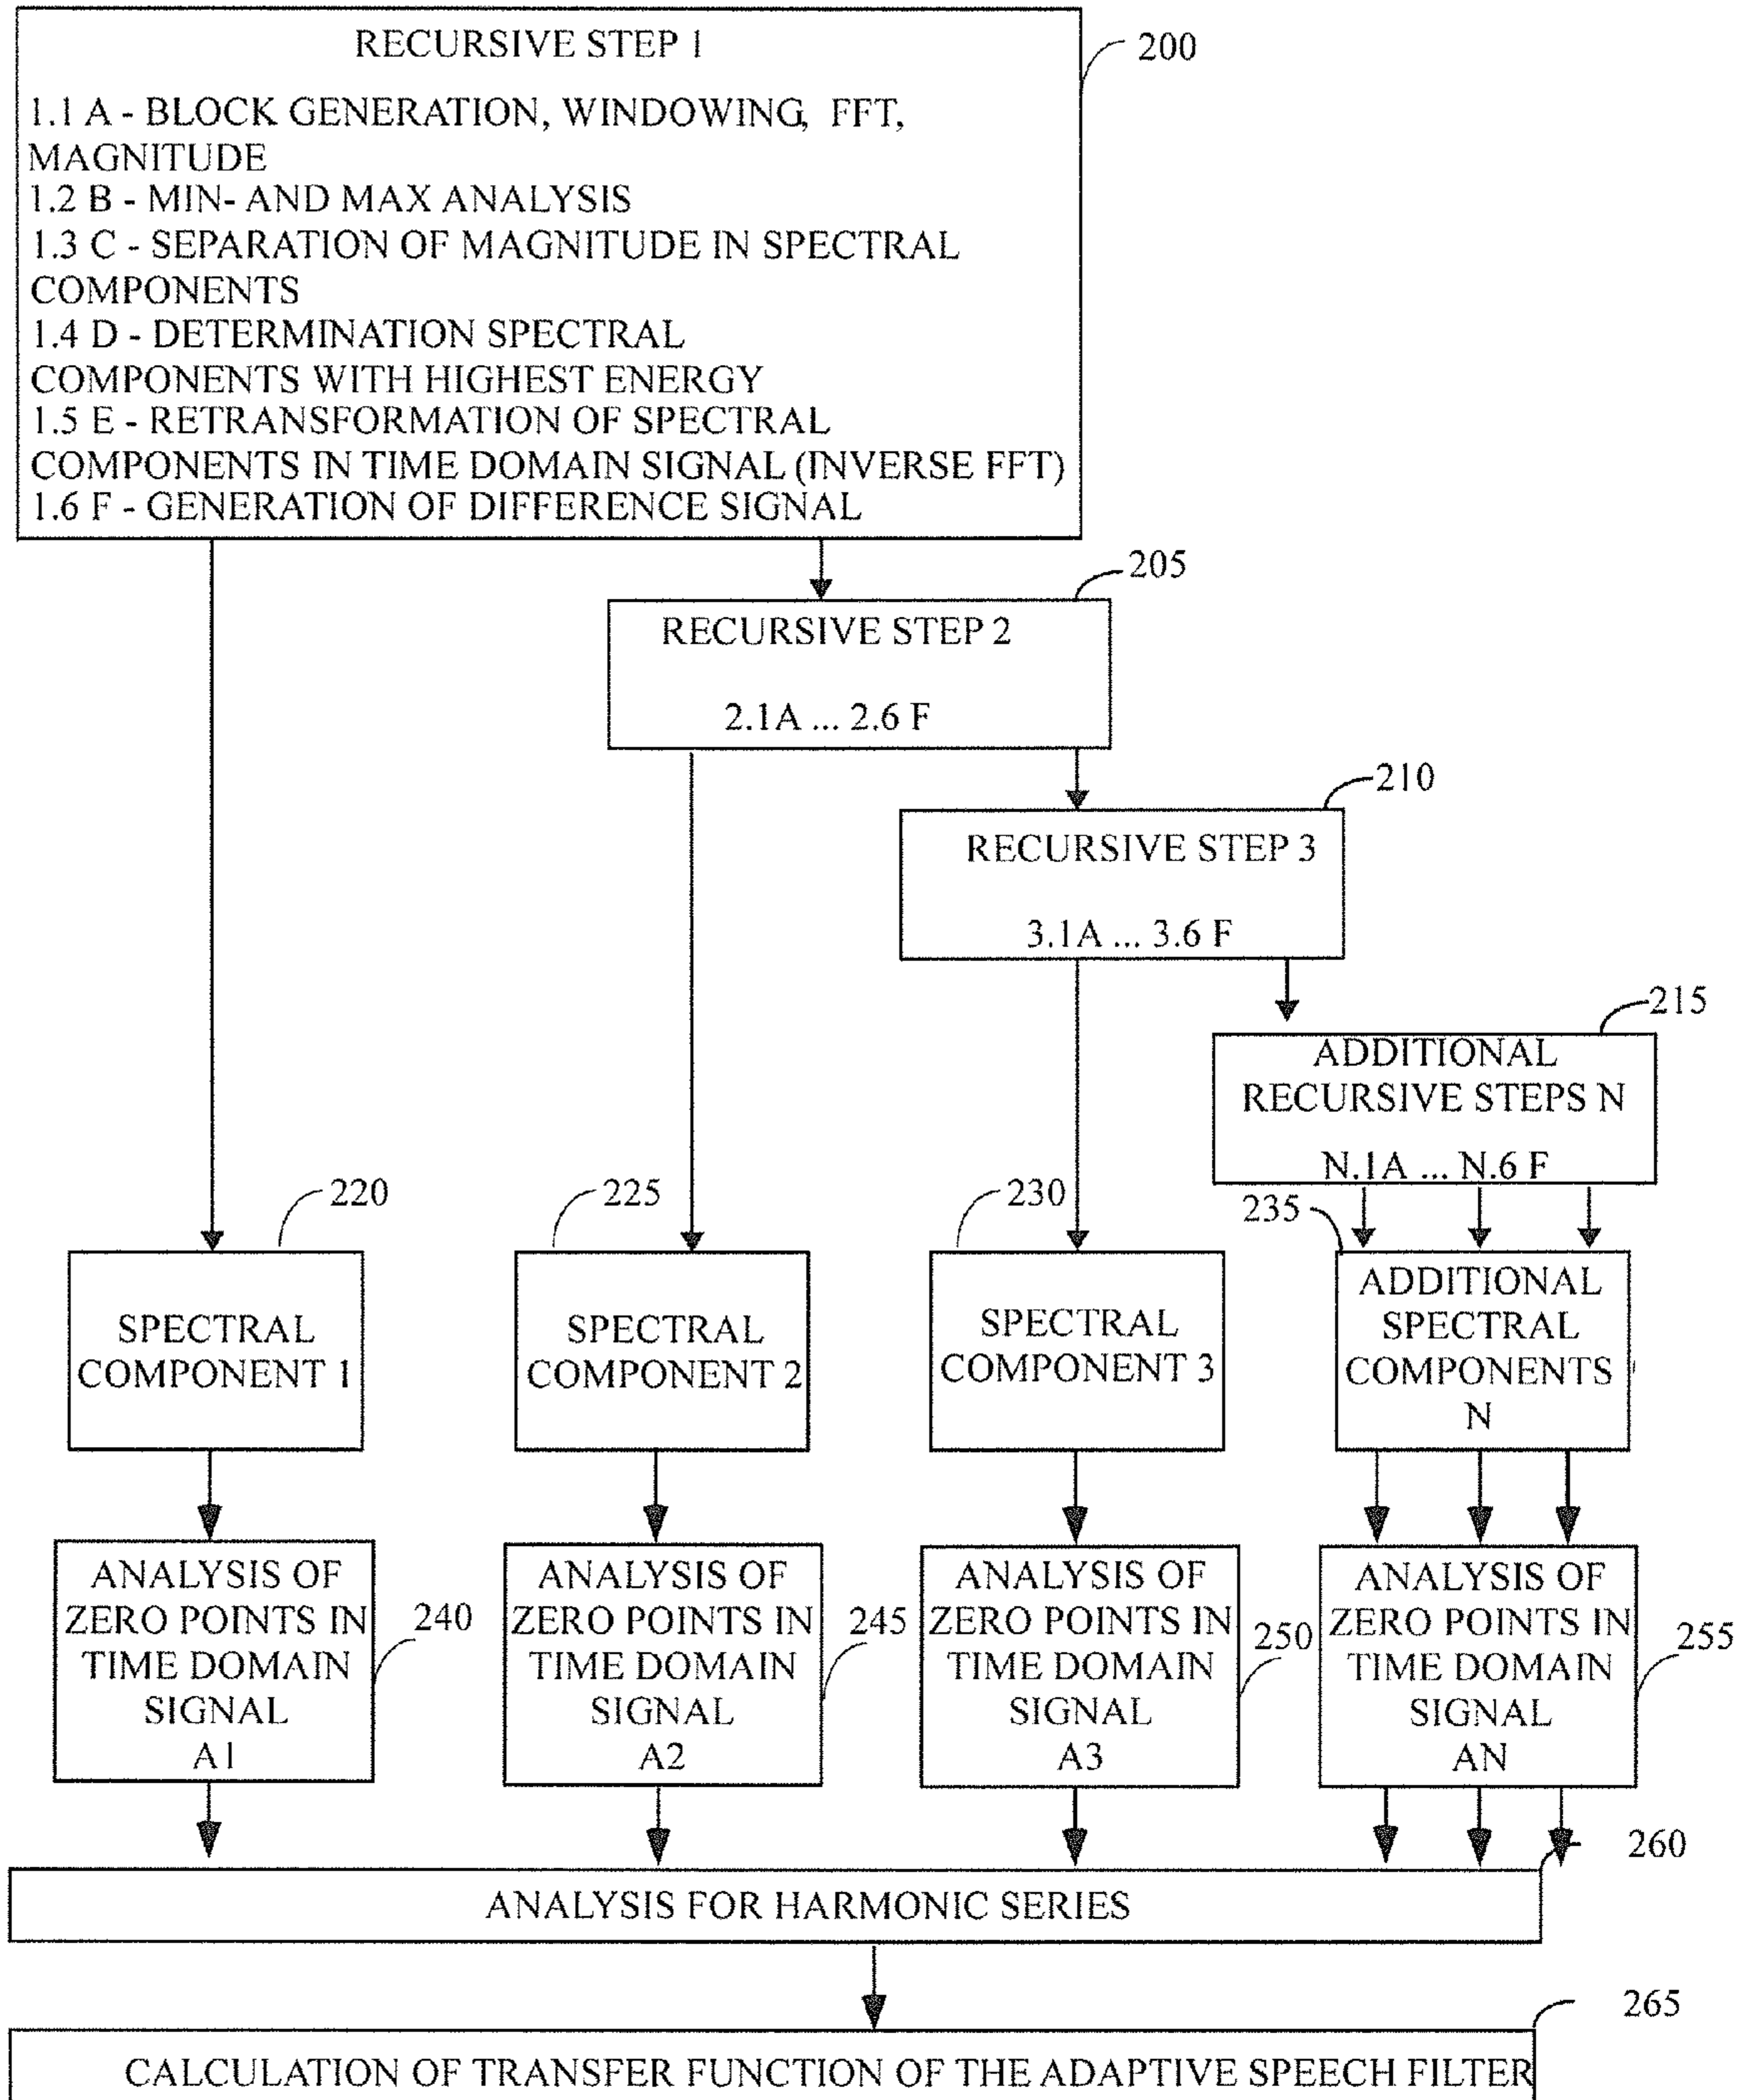 RECURSIVE STEP 1
200
1.1 A - BLOCK GENERATION, WINDOWING, FFT,
MAGNITUDE
1.2 B - MIN- AND MAX ANALYSIS
1.3 C - SEPARATION OF MAGNITUDE IN SPECTRAL
COMPONENTS
1.4 D - DETERMINATION SPECTRAL
COMPONENTS WITH HIGHEST ENERGY
1.5 E - RETRANSFORMATION OF SPECTRAL
COMPONENTS IN TIME DOMAIN SIGNAL (INVERSE FFT)
1.6 F - GENERATION OF DIFFERENCE SIGNAL
205
RECURSIVE STEP 2
2.1A ... 2.6 F
210
RECURSIVE STEP 3
3.1A ... 3.6 F
215
ADDITIONAL
RECURSIVE STEPS N
N.1A ... N.6 F
220
225
230
235
SPECTRAL
COMPONENT 1
SPECTRAL
COMPONENT 2
SPECTRAL
COMPONENT 3
ADDITIONAL
SPECTRAL
COMPONENTS
N
ANALYSIS OF
ZERO POINTS IN
TIME DOMAIN
SIGNAL
A1
240
ANALYSIS OF
ZERO POINTS IN
TIME DOMAIN
SIGNAL
A2
245
ANALYSIS OF
ZERO POINTS IN
TIME DOMAIN
SIGNAL
A3
250
ANALYSIS OF
ZERO POINTS IN
TIME DOMAIN
SIGNAL
AN
255
260
ANALYSIS FOR HARMONIC SERIES
265
CALCULATION OF TRANSFER FUNCTION OF THE ADAPTIVE SPEECH FILTER